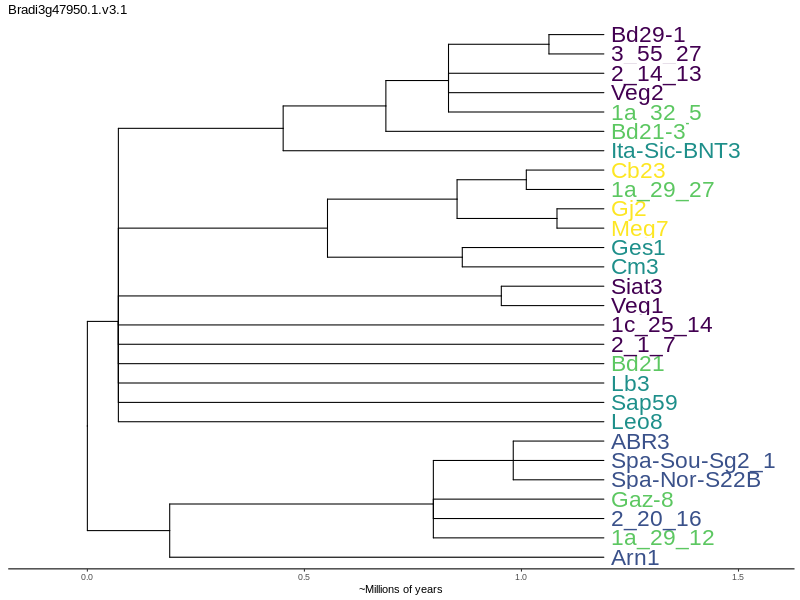 Bradi3g47950.1.v3.1
Bd29-1
3_55_27
2_14_13
Veg2
1a_32_5
Bd21-3
Ita-Sic-BNT3
Cb23
1a_29_27
Gj2
Meg7
Ges1
Cm3
Siat3
Veg1
1c_25_14
2_1_7
Bd21
Lb3
Sap59
Leo8
ABR3
Spa-Sou-Sg2_1
Spa-Nor-S22B
Gaz-8
2_20_16
1a_29_12
Arn1
0.0 0.5 1.0 1.5
~Millions of years